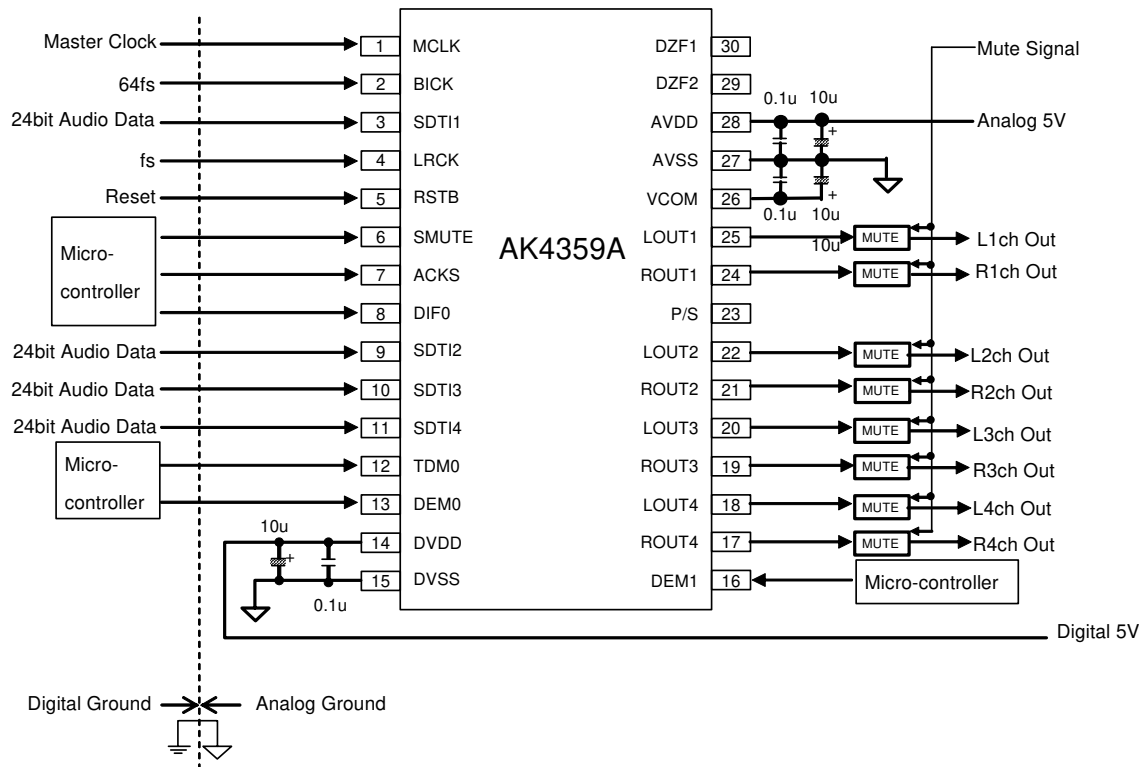 Master Clock
64fs
24bit Audio Data
fs
Reset
Micro-
controller
24bit Audio Data
24bit Audio Data
24bit Audio Data
Micro-
controller
10u
+
0.1u
1 MCLK
2 BICK
3 SDTI1
4 LRCK
5 RSTB
6 SMUTE
7 ACKS
8 DIF0
9 SDTI2
10 SDTI3
11 SDTI4
12 TDM0
13 DEM0
14 DVDD
15 DVSS
AK4359A
DZF1 30
DZF2 29
AVDD 28
AVSS 27
VCOM 26
LOUT1 25
ROUT1 24
P/S 23
LOUT2 22
ROUT2 21
LOUT3 20
ROUT3 19
LOUT4 18
ROUT4 17
DEM1 16
Mute Signal
0.1u 10u
+
Analog 5V
+
0.1u 10u
10u
MUTE L1ch Out
MUTE R1ch Out
MUTE L2ch Out
MUTE R2ch Out
MUTE L3ch Out
MUTE R3ch Out
MUTE L4ch Out
MUTE R4ch Out
Micro-controller
Digital 5V
Digital Ground
Analog Ground